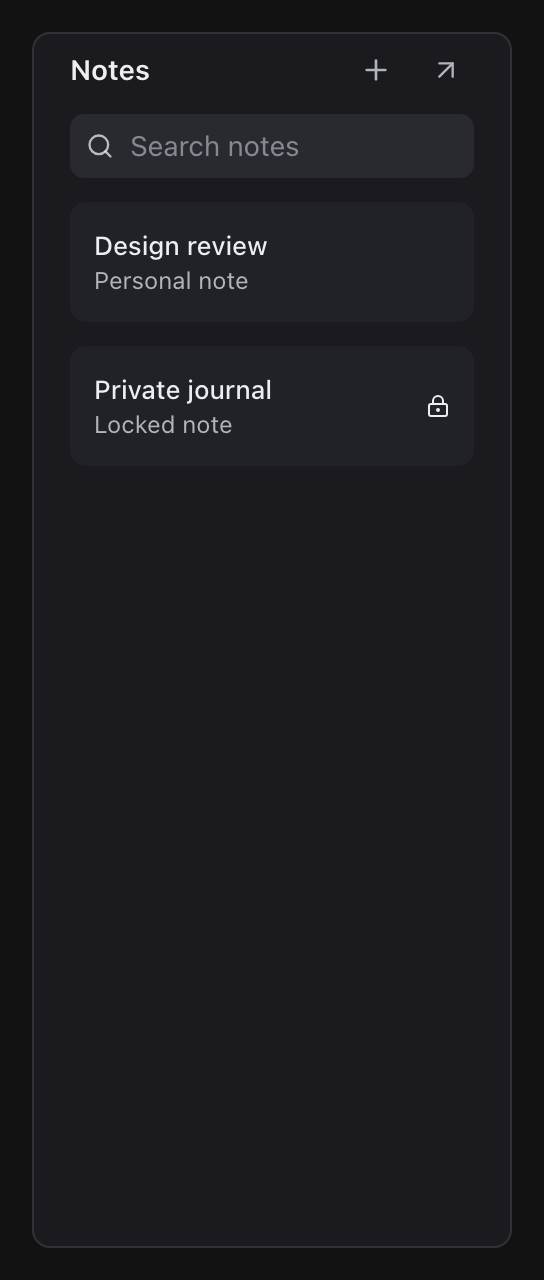 Notes
Search notes
Design review
Personal note
Private journal
Locked note